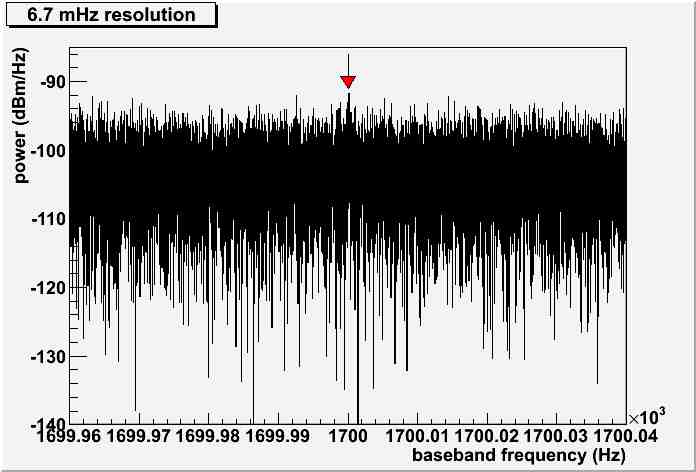 6.7 mHz resolution
power (dBm/Hz)
-90
-100
-110
-120
-130
-140
1699.96 1699.97 1699.98 1699.99 1700 1700.01 1700.02 1700.03 1700.04
×10³
baseband frequency (Hz)